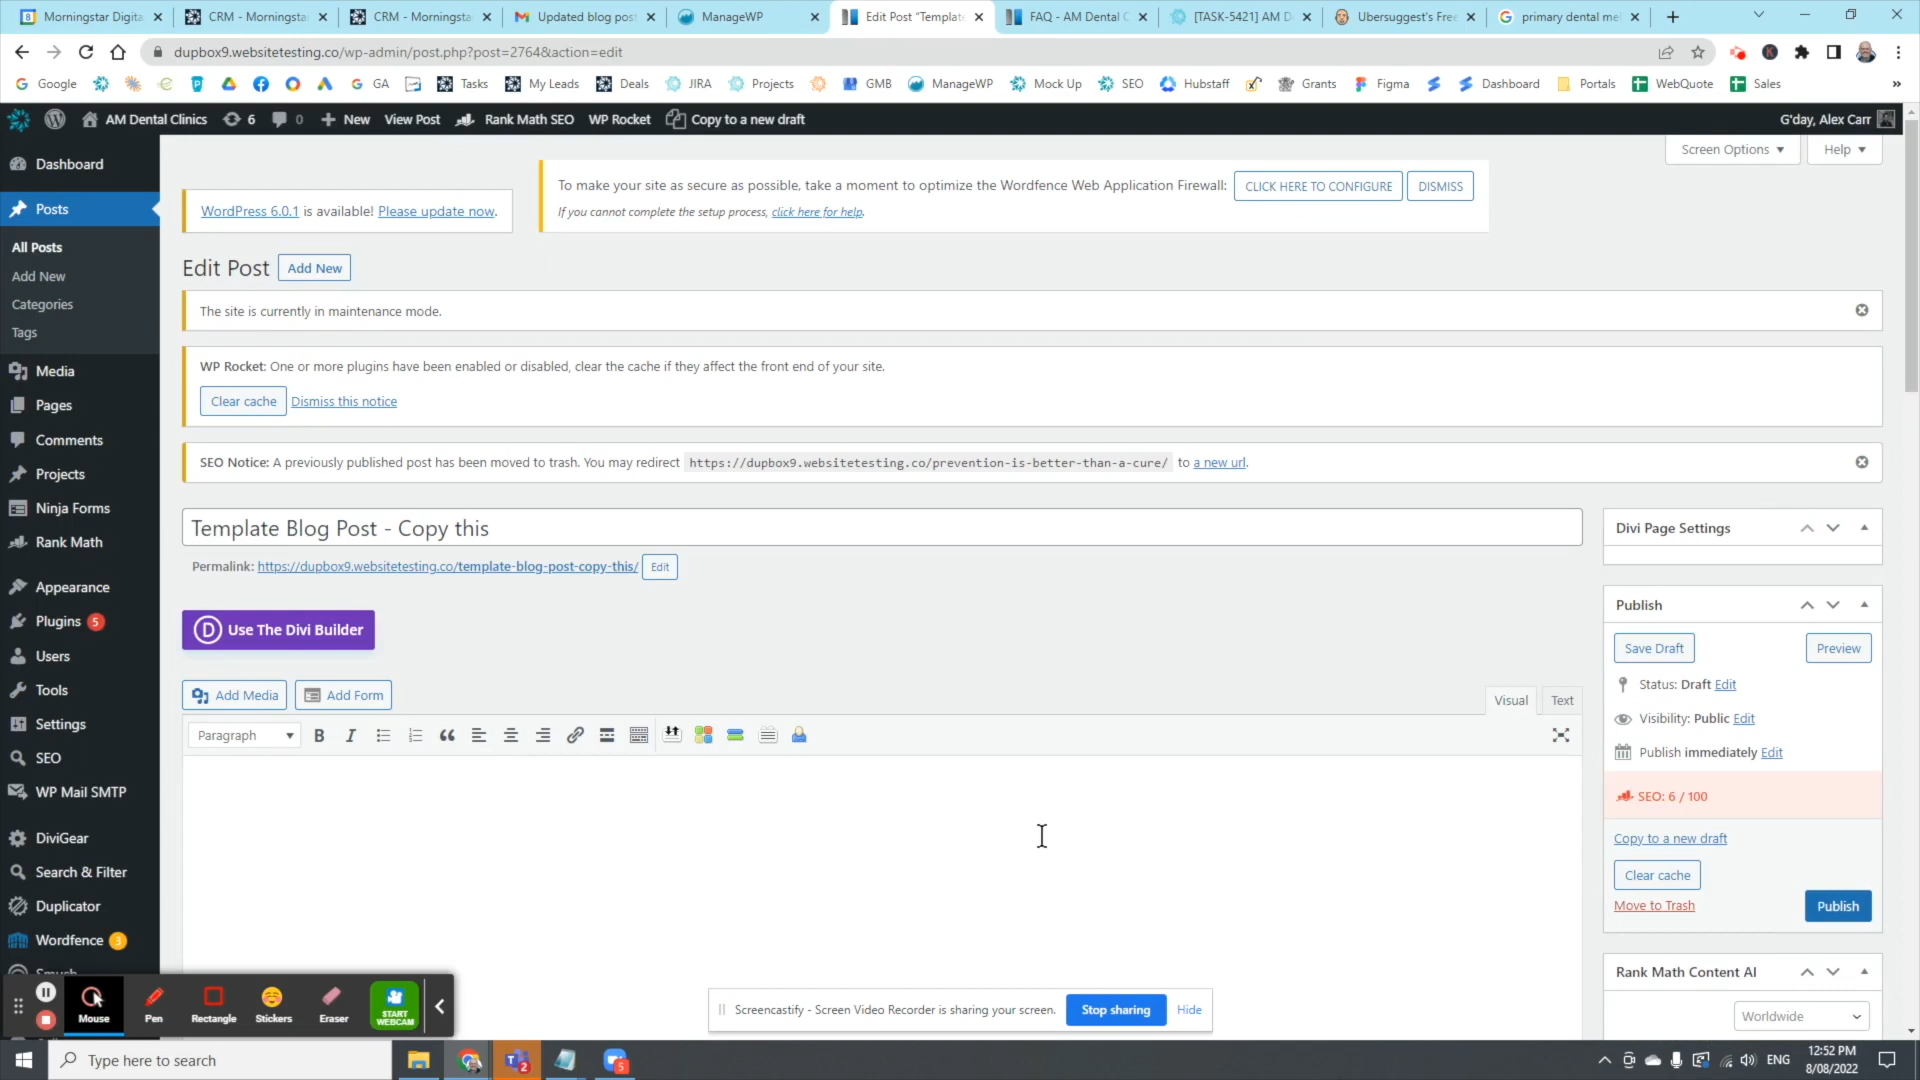 Morningstar Digita
CRM - Morningsta
CRM - Morningsta
Updated blog post
ManageWP
Edit Post "Templat
FAQ - AM Dental C
[TASK-5421] AM D
Ubersuggest's Free
primary dental me
dupbox9.websitetesting.co/wp-admin/post.php?post=2764&action=edit
Google
GA
Tasks
My Leads
Deals
JIRA
Projects
GMB
ManageWP
Mock Up
SEO
Hubstaff
Grants
Figma
Dashboard
Portals
WebQuote
Sales
AM Dental Clinics
6
0
New
View Post
Rank Math SEO
WP Rocket
Copy to a new draft
G'day, Alex Carr
Dashboard
Posts
All Posts
Add New
Categories
Tags
Media
Pages
Comments
Projects
Ninja Forms
Rank Math
Appearance
Plugins 5
Users
Tools
Settings
SEO
WP Mail SMTP
DiviGear
Search & Filter
Duplicator
Wordfence 3
Screen Options
Help
WordPress 6.0.1 is available! Please update now.
To make your site as secure as possible, take a moment to optimize the Wordfence Web Application Firewall:
CLICK HERE TO CONFIGURE
DISMISS
If you cannot complete the setup process, click here for help.
Edit Post
Add New
The site is currently in maintenance mode.
WP Rocket: One or more plugins have been enabled or disabled, clear the cache if they affect the front end of your site.
Clear cache
Dismiss this notice
SEO Notice: A previously published post has been moved to trash. You may redirect https://dupbox9.websitetesting.co/prevention-is-better-than-a-cure/ to a new url.
Template Blog Post - Copy this
Permalink: https://dupbox9.websitetesting.co/template-blog-post-copy-this/
Edit
D Use The Divi Builder
Add Media
Add Form
Visual
Text
Paragraph
B
I
Divi Page Settings
Publish
Save Draft
Preview
Status: Draft Edit
Visibility: Public Edit
Publish immediately Edit
SEO: 6 / 100
Copy to a new draft
Clear cache
Move to Trash
Publish
Rank Math Content AI
Worldwide
Mouse
Pen
Rectangle
Stickers
Eraser
START
WEBCAM
Screencastify - Screen Video Recorder is sharing your screen.
Stop sharing
Hide
Type here to search
2
5
ENG
12:52 PM
8/08/2022